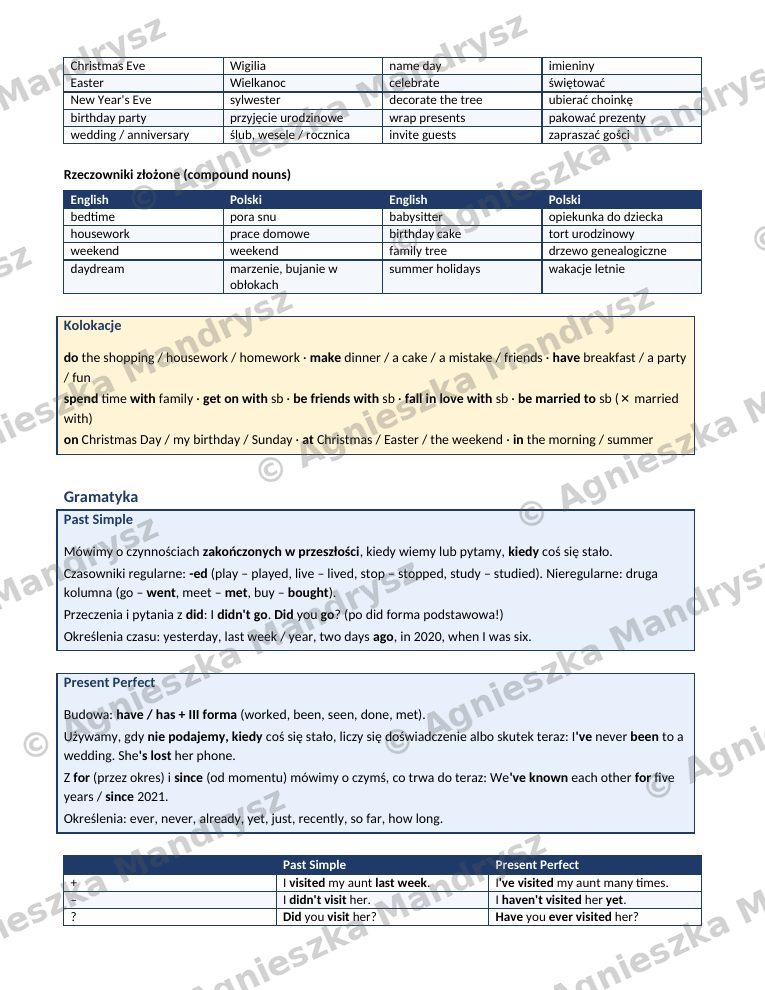 Christmas Eve Wigilia name day imieniny
Easter Wielkanoc celebrate świętować
New Year's Eve sylwester decorate the tree ubierać choinkę
birthday party przyjęcie urodzinowe wrap presents pakować prezenty
wedding / anniversary ślub, wesele / rocznica invite guests zapraszać gości
Rzeczowniki złożone (compound nouns)
English Polski English Polski
bedtime pora snu babysitter opiekunka do dziecka
housework prace domowe birthday cake tort urodzinowy
weekend weekend family tree drzewo genealogiczne
daydream marzenie, bujanie w summer holidays wakacje letnie
obłokach
Kolokacje
do the shopping / housework / homework · make dinner / a cake / a mistake / friends · have breakfast / a party
/ fun
spend time with family · get on with sb · be friends with sb · fall in love with sb · be married to sb (✕ married
with)
on Christmas Day / my birthday / Sunday · at Christmas / Easter / the weekend · in the morning / summer
Gramatyka
Past Simple
Mówimy o czynnościach zakończonych w przeszłości, kiedy wiemy lub pytamy, kiedy coś się stało.
Czasowniki regularne: -ed (play – played, live – lived, stop – stopped, study – studied). Nieregularne: druga
kolumna (go – went, meet – met, buy – bought).
Przeczenia i pytania z did: I didn't go. Did you go? (po did forma podstawowa!)
Określenia czasu: yesterday, last week / year, two days ago, in 2020, when I was six.
Present Perfect
Budowa: have / has + III forma (worked, been, seen, done, met).
Używamy, gdy nie podajemy, kiedy coś się stało, liczy się doświadczenie albo skutek teraz: I've never been to a
wedding. She's lost her phone.
Z for (przez okres) i since (od momentu) mówimy o czymś, co trwa do teraz: We've known each other for five
years / since 2021.
Określenia: ever, never, already, yet, just, recently, so far, how long.
Past Simple Present Perfect
+ I visited my aunt last week. I've visited my aunt many times.
– I didn't visit her. I haven't visited her yet.
? Did you visit her? Have you ever visited her?
© Agnieszka Mandrysz